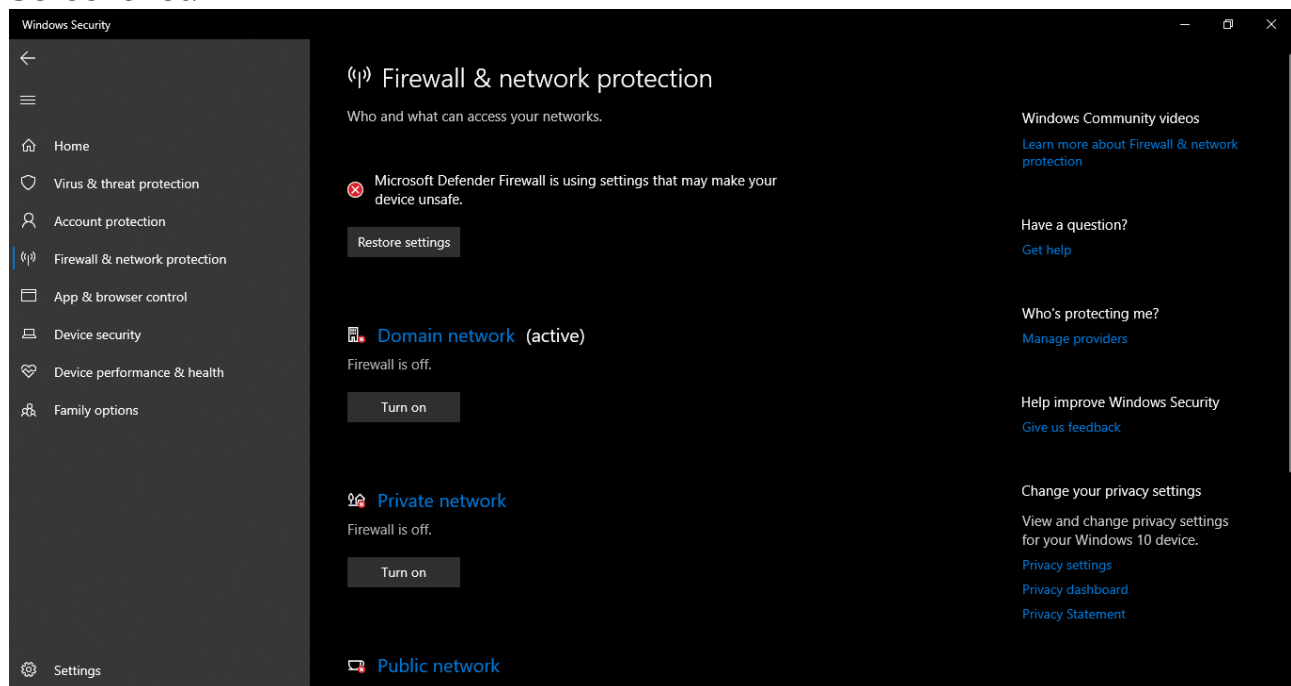 Windows Security
Home
Virus & threat protection
Account protection
Firewall & network protection
App & browser control
Device security
Device performance & health
Family options
Settings
Firewall & network protection
Who and what can access your networks.
Microsoft Defender Firewall is using settings that may make your
device unsafe.
Restore settings
Domain network (active)
Firewall is off.
Turn on
Private network
Firewall is off.
Turn on
Public network
Windows Community videos
Learn more about Firewall & network
protection
Have a question?
Get help
Who's protecting me?
Manage providers
Help improve Windows Security
Give us feedback
Change your privacy settings
View and change privacy settings
for your Windows 10 device.
Privacy settings
Privacy dashboard
Privacy Statement